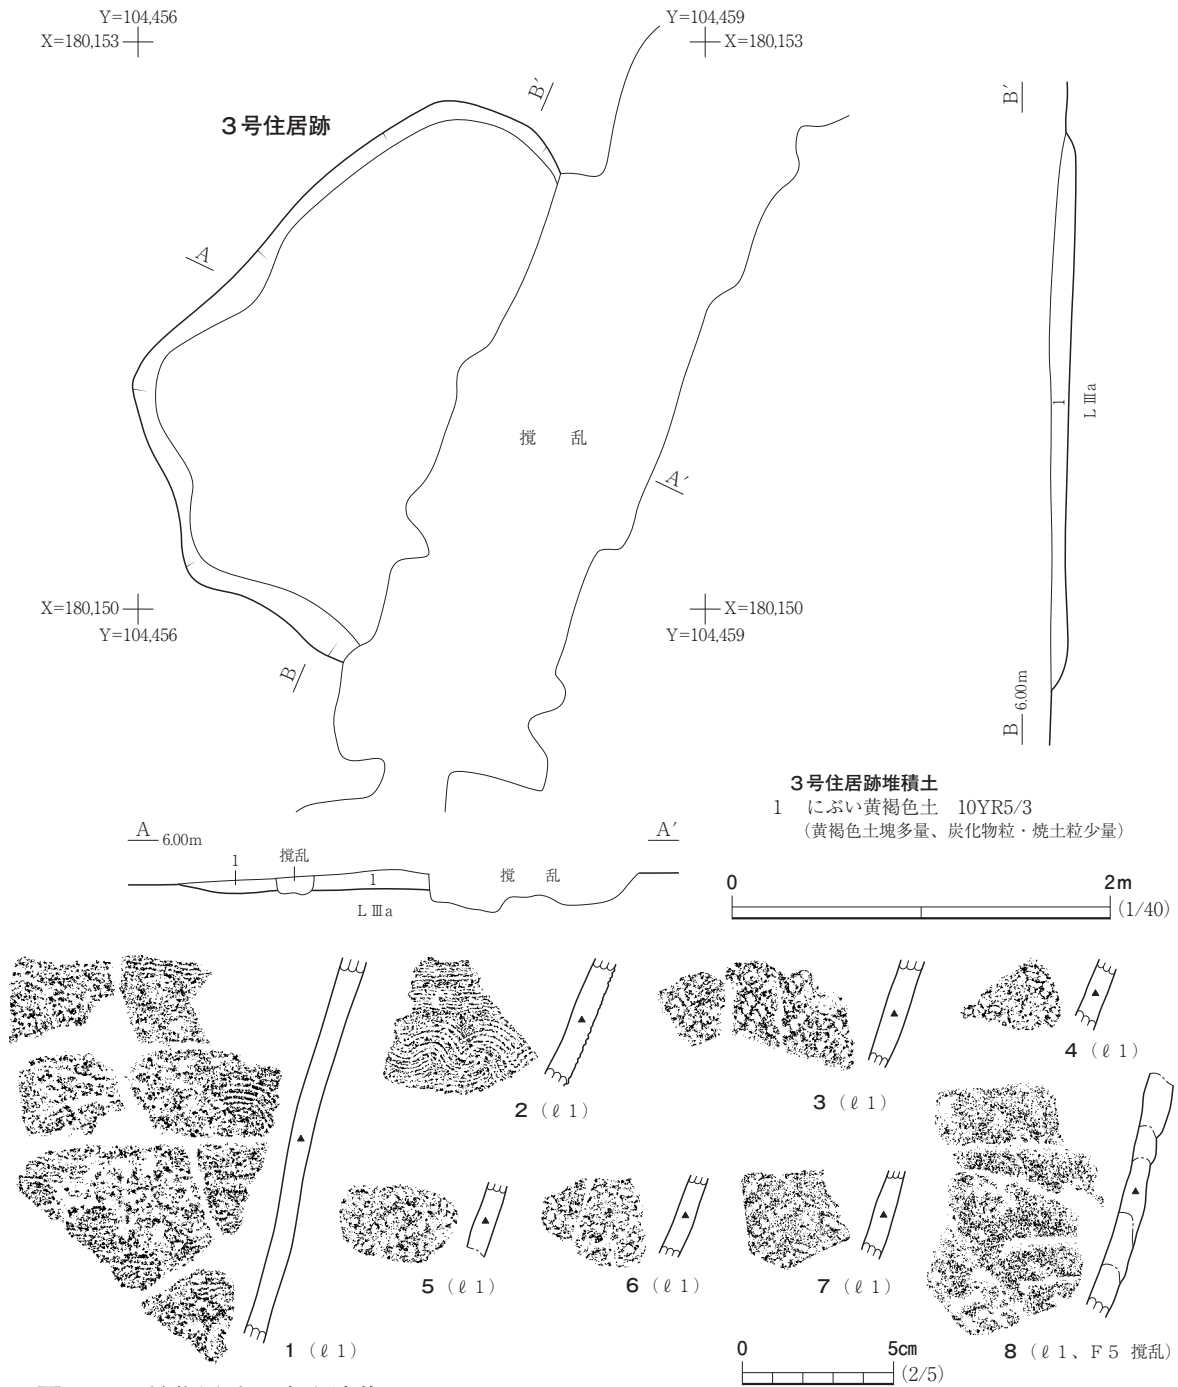 Y=104,456
X=180,153
Y=104,459
X=180,153
3号住居跡
B′
A
撹 乱
A′
X=180,150
Y=104,456
X=180,150
Y=104,459
B
B′
1
LⅢa
B 6.00m
3号住居跡堆積土
1 にぶい黄褐色土 10YR5/3
(黄褐色土塊多量、炭化物粒・焼土粒少量)
A 6.00m
A′
1
撹乱
1
撹 乱
LⅢa
0 2m
(1/40)
1 (ℓ1)
2 (ℓ1)
3 (ℓ1)
4 (ℓ1)
5 (ℓ1)
6 (ℓ1)
7 (ℓ1)
8 (ℓ1、F5 撹乱)
0 5cm
(2/5)